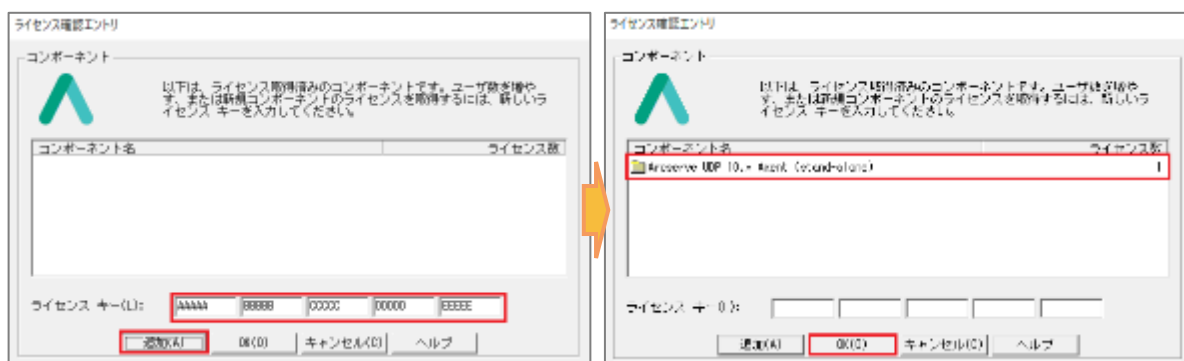 ライセンス確認エントリ
コンポーネント
以下は、ライセンス取得済みのコンポーネントです。ユーザ数を増や
す、または新規コンポーネントのライセンスを取得するには、新しいラ
イセンス キーを入力してください。
コンポーネント名 ライセンス数
ライセンス キー(L): AAAAA BBBBB CCCCC DDDDD EEEEE
追加(A) OK(O) キャンセル(C) ヘルプ
ライセンス確認エントリ
コンポーネント
以下は、ライセンス取得済みのコンポーネントです。ユーザ数を増や
す、または新規コンポーネントのライセンスを取得するには、新しいラ
イセンス キーを入力してください。
コンポーネント名 ライセンス数
Arcserve UDP 10.x Agent (stand-alone) 1
ライセンス キー(L):
追加(A) OK(O) キャンセル(C) ヘルプ